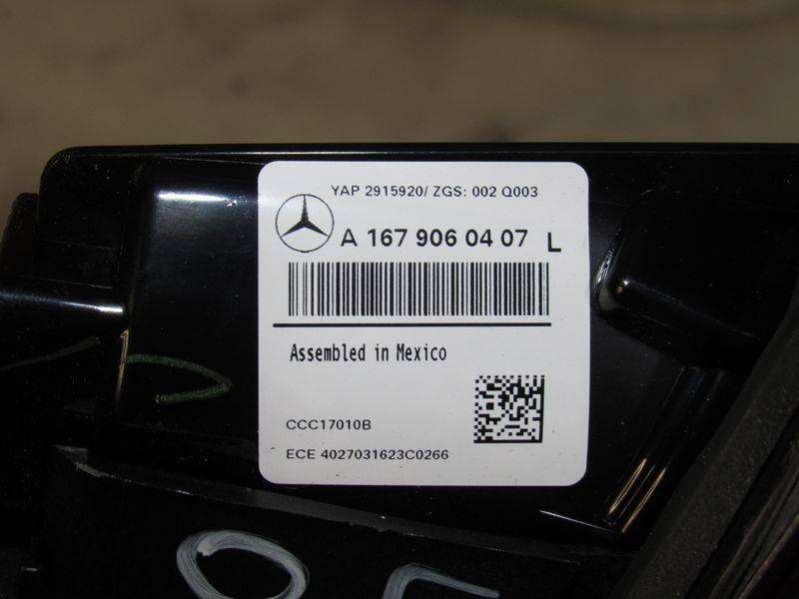 YAP 2915920/ ZGS: 002 Q003
A 167 906 04 07 L
Assembled in Mexico
CCC17010B
ECE 4027031623C0266